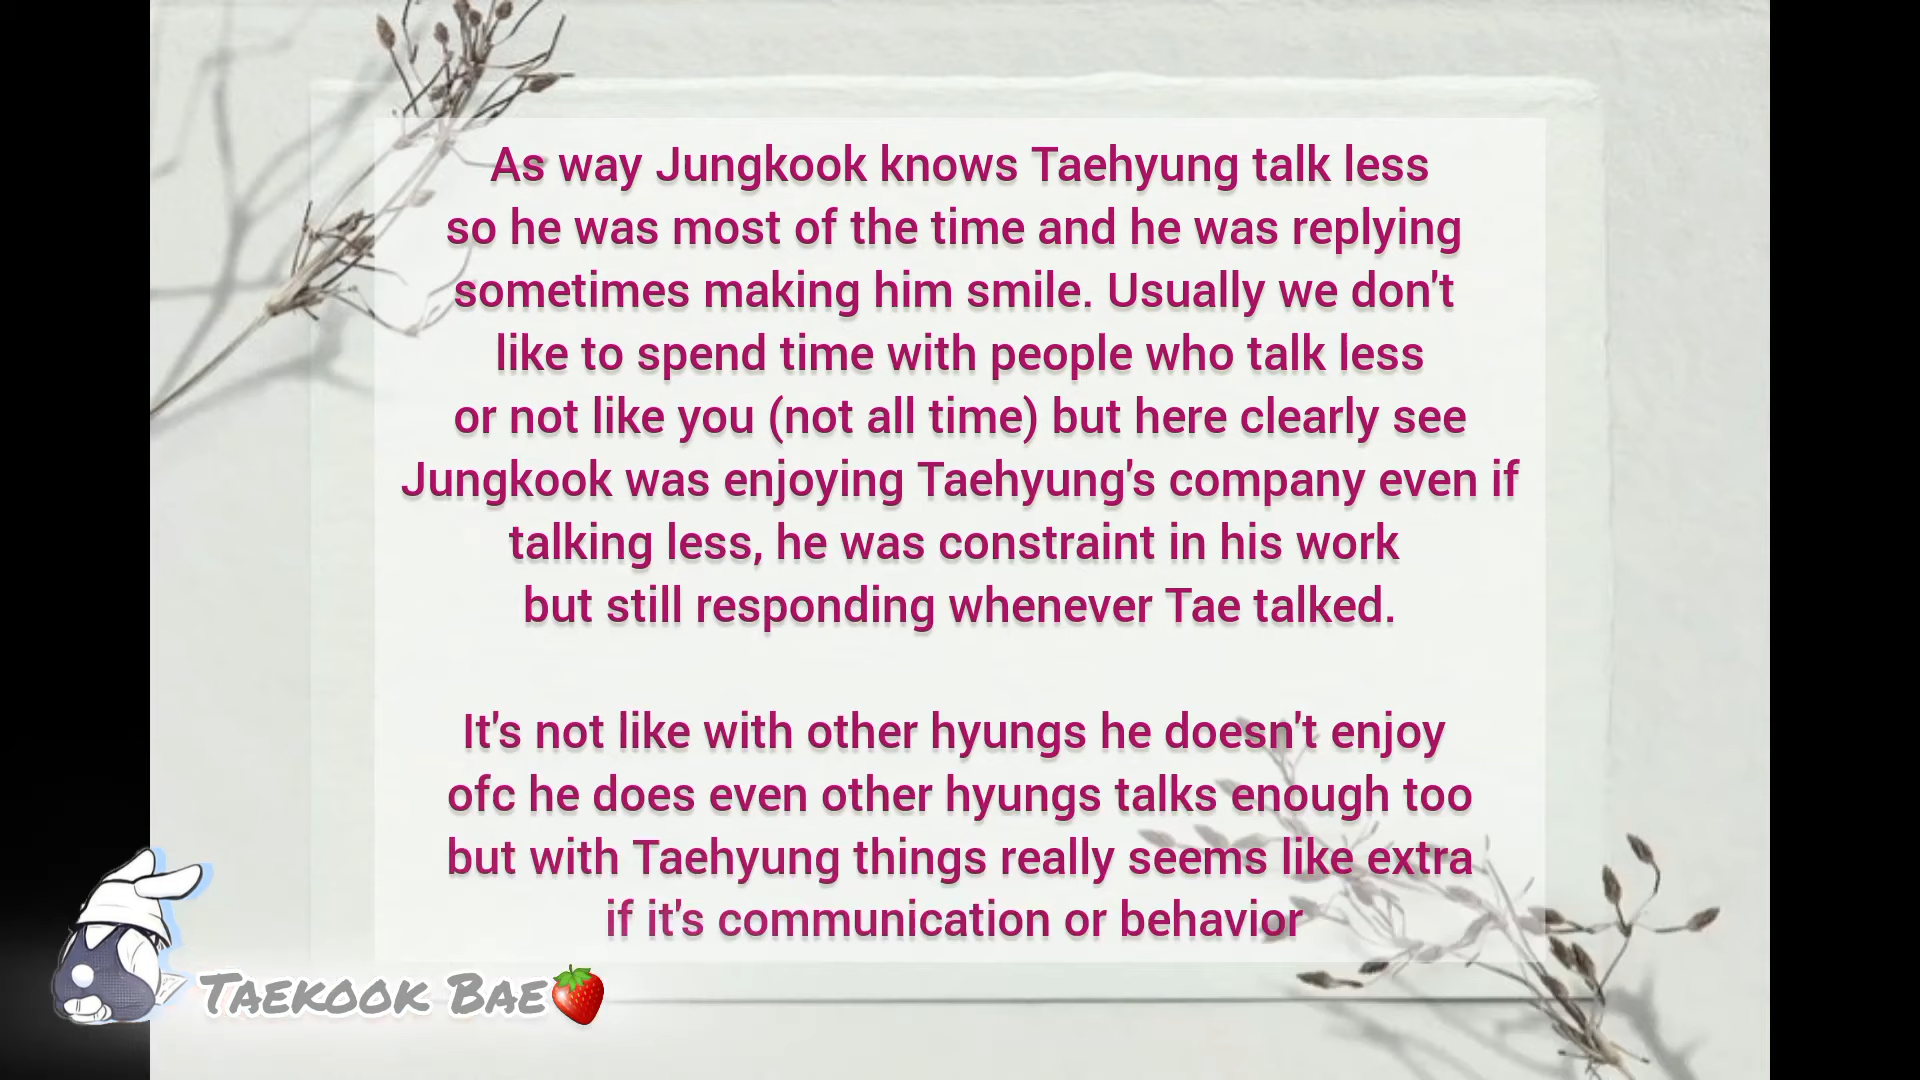 As way Jungkook knows Taehyung talk less
so he was most of the time and he was replying
sometimes making him smile. Usually we don't
like to spend time with people who talk less
or not like you (not all time) but here clearly see
Jungkook was enjoying Taehyung's company even if
talking less, he was constraint in his work
but still responding whenever Tae talked.
It's not like with other hyungs he doesn't enjoy
ofc he does even other hyungs talks enough too
but with Taehyung things really seems like extra
if it's communication or behavior
Taekook Bae🍓